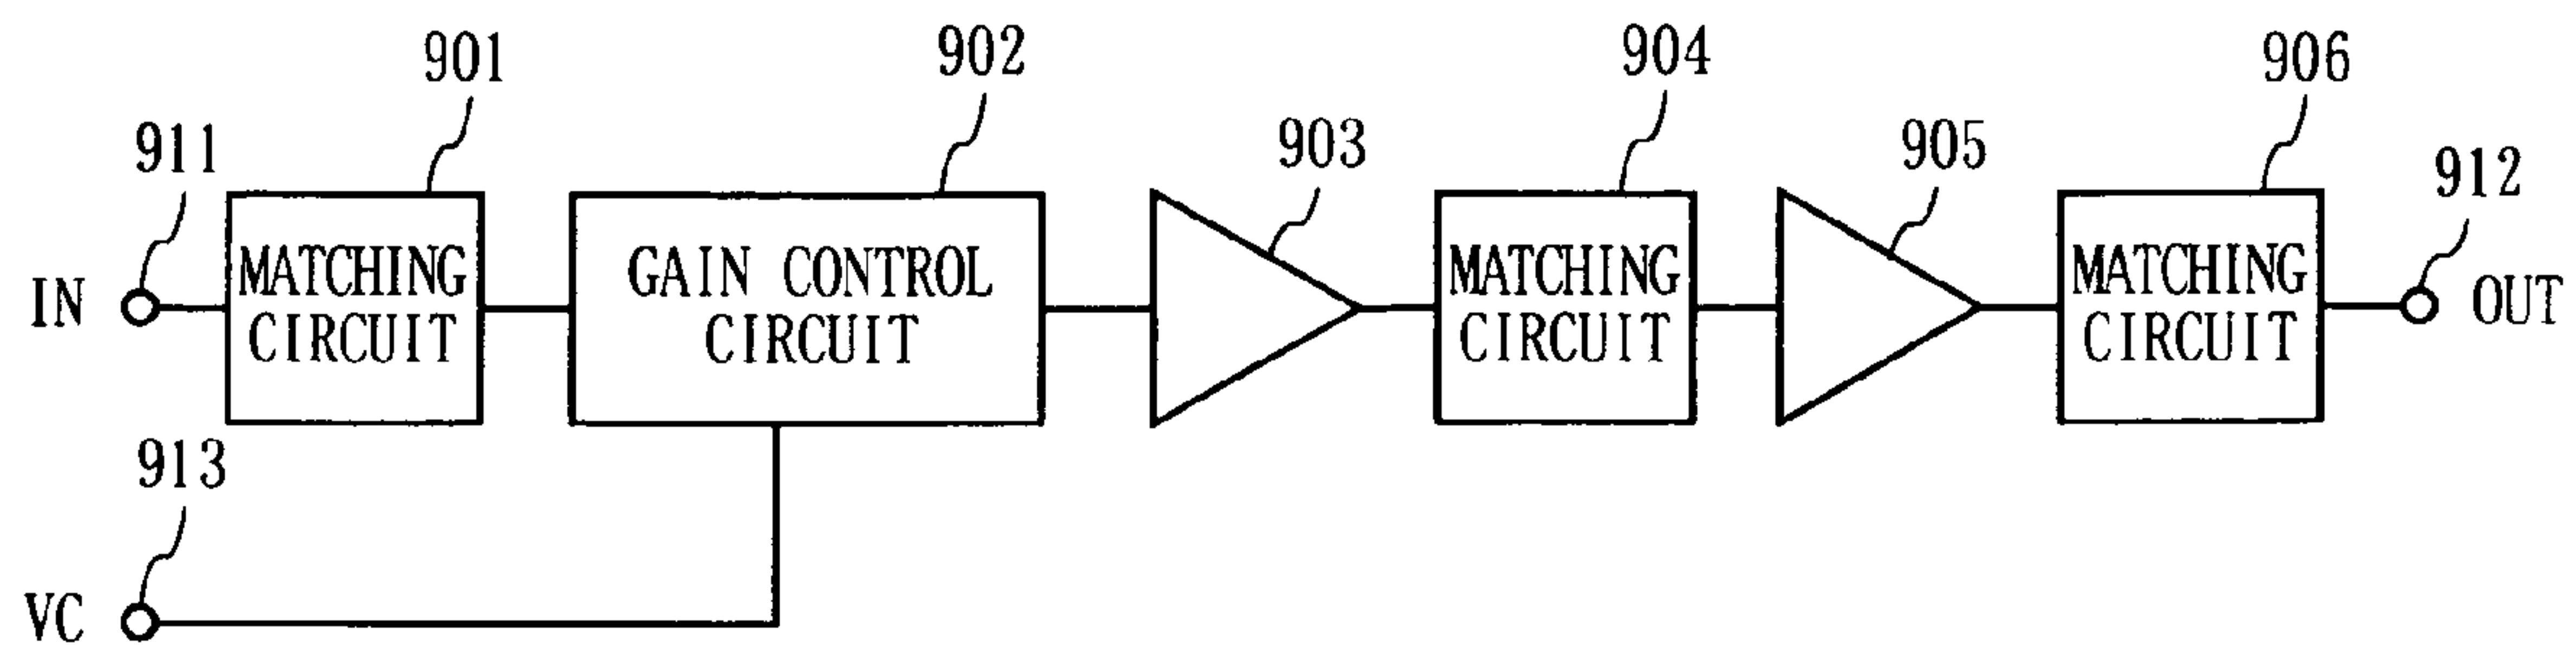 901
902
904
906
911
903
905
912
IN
MATCHING
CIRCUIT
GAIN CONTROL
CIRCUIT
MATCHING
CIRCUIT
MATCHING
CIRCUIT
OUT
913
VC